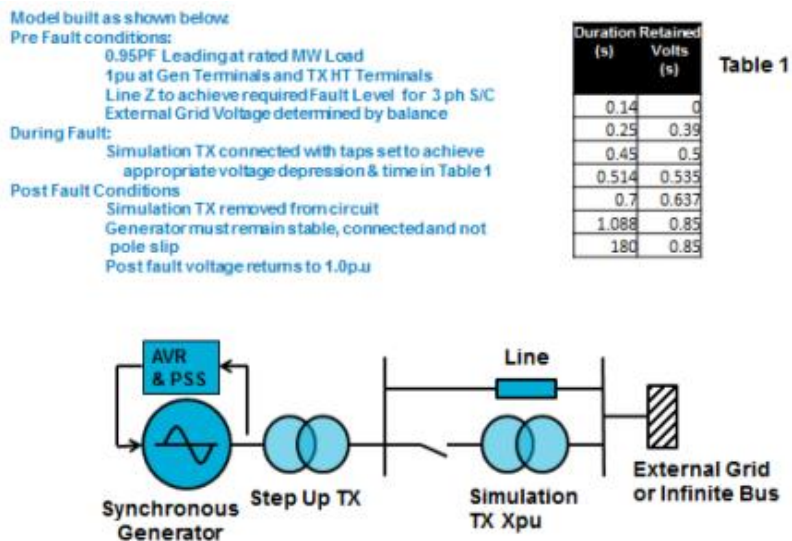 Model built as shown below:
Pre Fault conditions:
0.95PF Leading at rated MW Load
1pu at Gen Terminals and TX HT Terminals
Line Z to achieve required Fault Level for 3 ph S/C
External Grid Voltage determined by balance
During Fault:
Simulation TX connected with taps set to achieve
appropriate voltage depression & time in Table 1
Post Fault Conditions
Simulation TX removed from circuit
Generator must remain stable, connected and not
pole slip
Post fault voltage returns to 1.0p.u
Duration Retained
(s) Volts
(s)
0.14 0
0.25 0.39
0.45 0.5
0.514 0.535
0.7 0.637
1.088 0.85
180 0.85
Table 1
AVR
& PSS
Line
Synchronous
Generator
Step Up TX
Simulation
TX Xpu
External Grid
or Infinite Bus